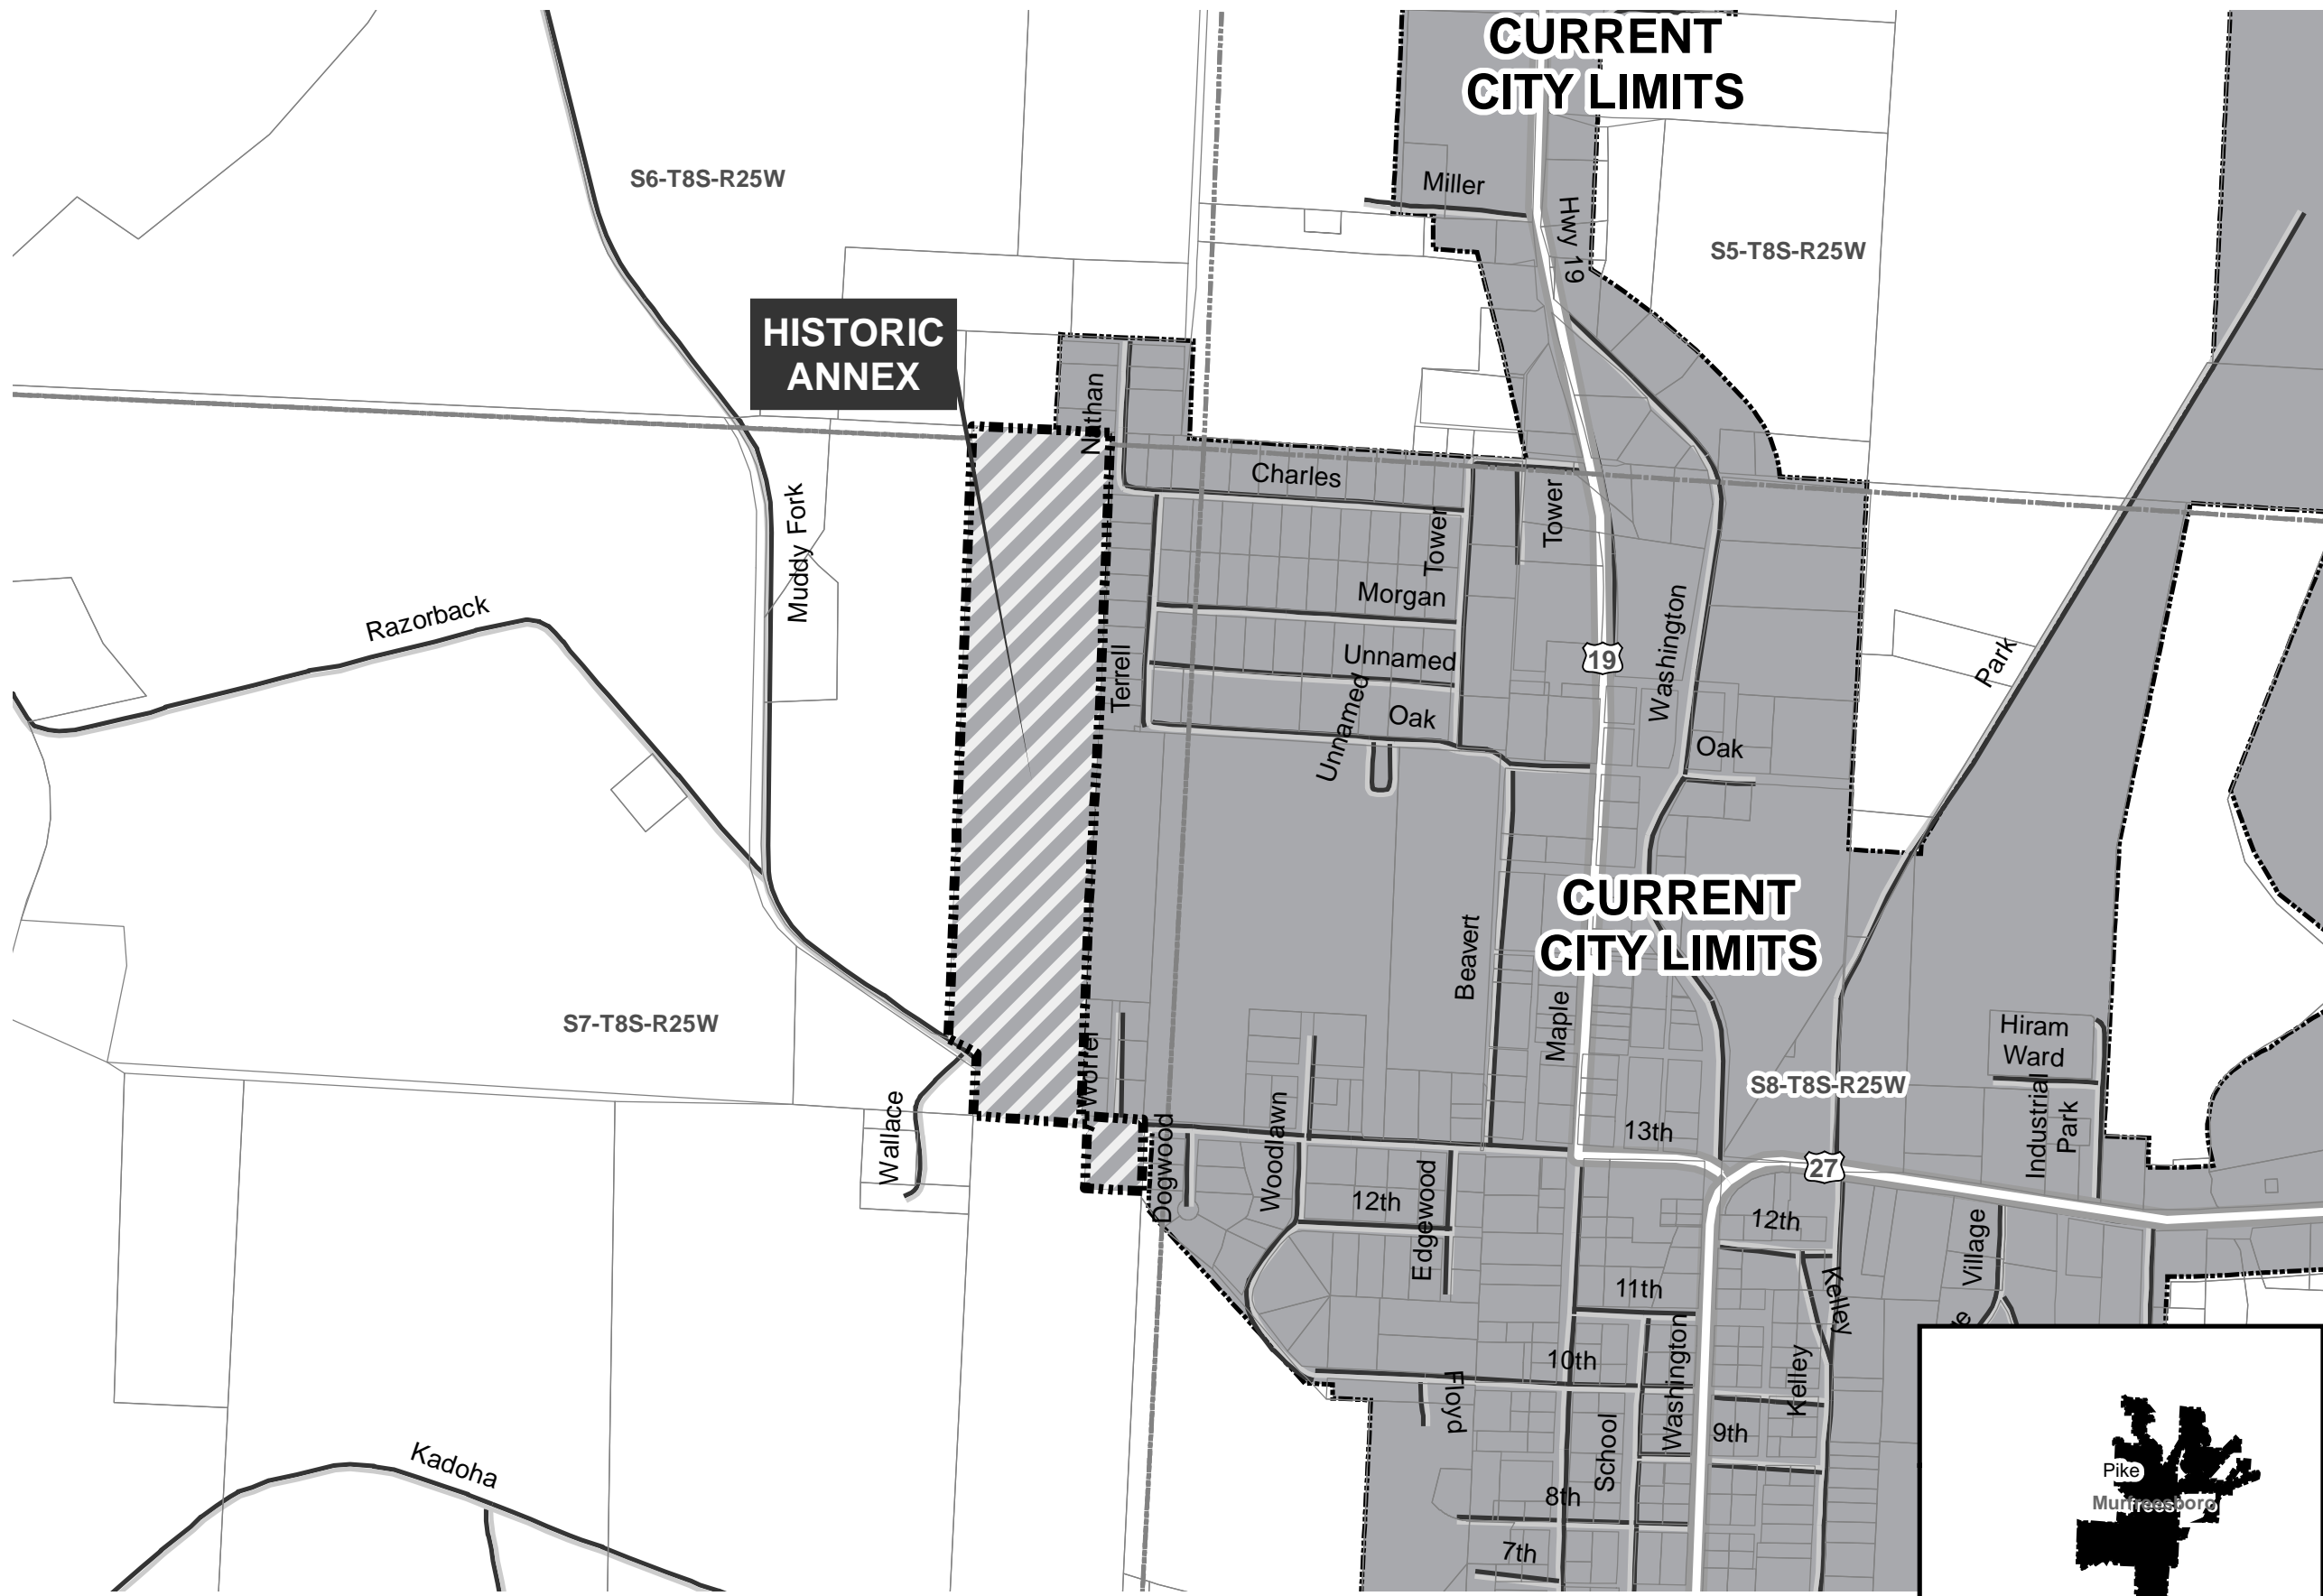 CURRENT
CITY LIMITS
S6-T8S-R25W
Miller
Hwy 19
S5-T8S-R25W
HISTORIC
ANNEX
Nathan
Charles
Tower
Tower
Muddy Fork
Morgan
Razorback
Washington
Unnamed
19
Park
Terrell
Unnamed
Oak
Oak
CURRENT
CITY LIMITS
Beavert
Maple
S7-T8S-R25W
Hiram
Ward
Worrel
S8-T8S-R25W
Wallace
Dogwood
Woodlawn
13th
Industrial
Park
27
12th
Edgewood
12th
Village
11th
Kelley
10th
Washington
Kelley
Floyd
School
9th
Kadoha
8th
7th
Pike
Murfreesboro